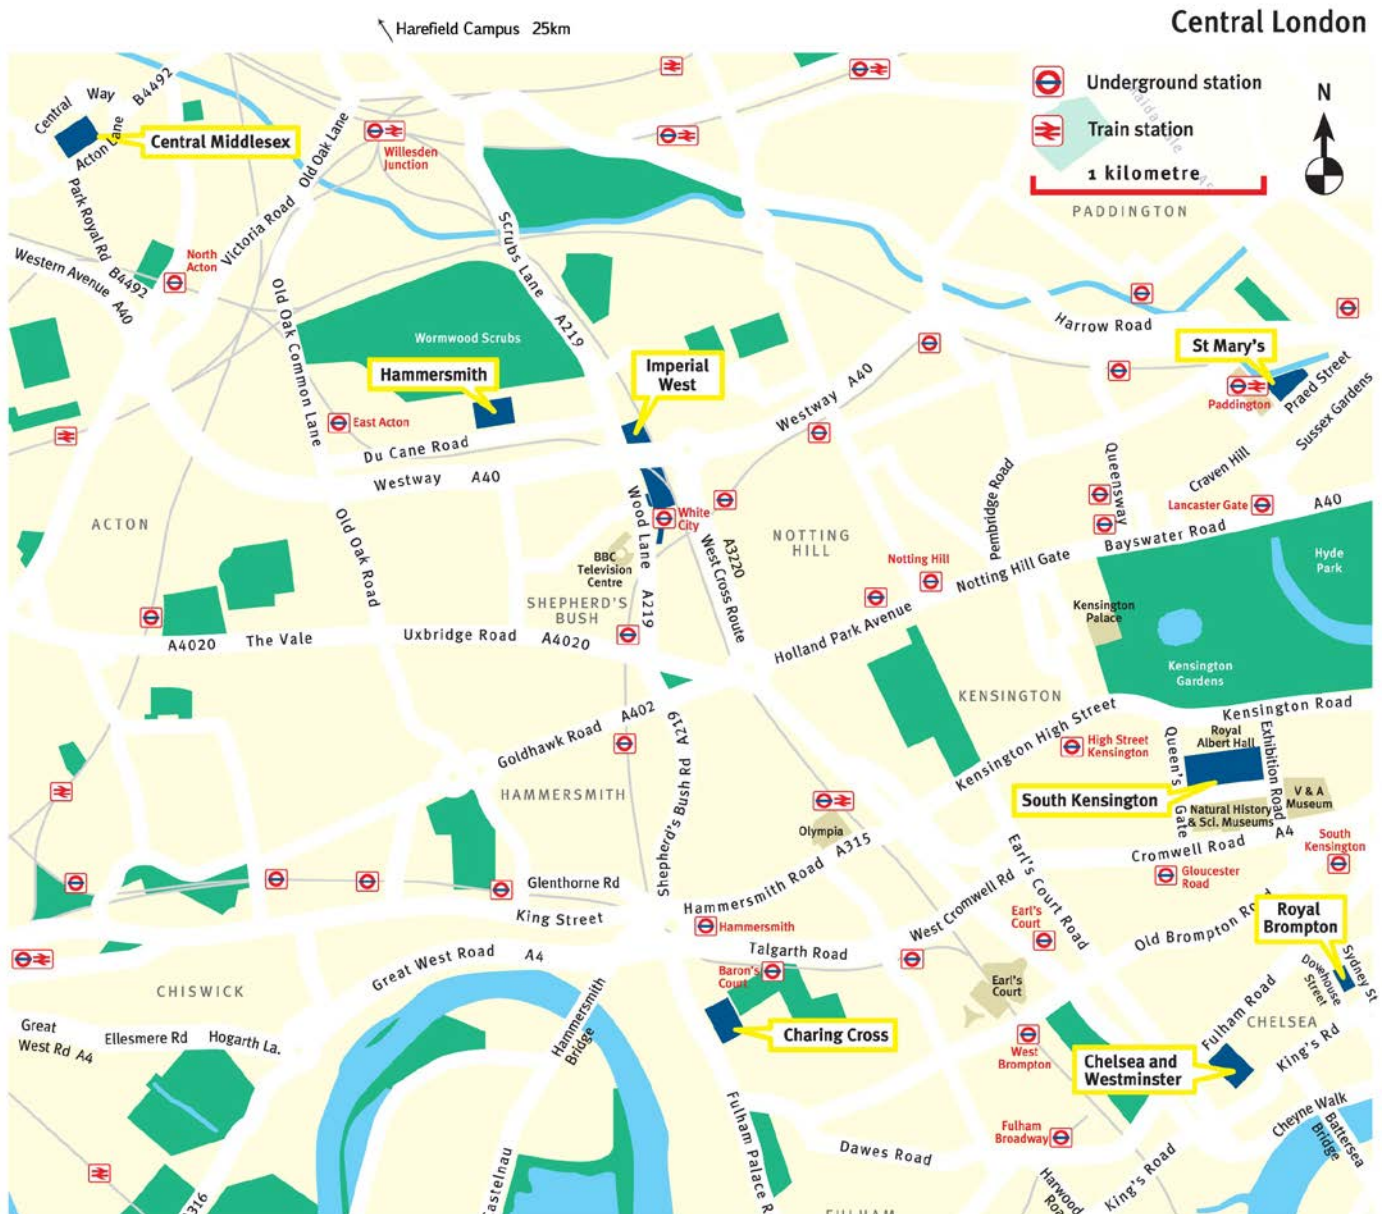 Central London
Harefield Campus 25km
Underground station
Train station
1 kilometre
N
PADDINGTON
Central Way
B4492
Acton Lane
Central Middlesex
Park Royal Rd
B4492
Western Avenue A40
North
Acton
Victoria Road
Old Oak Lane
Willesden
Junction
Scrubs Lane
A219
Old Oak Common Lane
Wormwood Scrubs
Hammersmith
Imperial
West
East Acton
Du Cane Road
Westway A40
Westway A40
Harrow Road
St Mary's
Paddington
Praed Street
Sussex Gardens
Craven Hill
Queensway
Pembridge Road
Lancaster Gate
A40
Bayswater Road
Notting Hill Gate
Notting Hill
NOTTING
HILL
Holland Park Avenue
Hyde
Park
Kensington
Palace
Kensington
Gardens
ACTON
Old Oak Road
Wood Lane
A219
White
City
BBC
Television
Centre
SHEPHERD'S
BUSH
A3220
West Cross Route
A4020 The Vale
Uxbridge Road A4020
Goldhawk Road A402
A219
Shepherd's Bush Rd
HAMMERSMITH
KENSINGTON
Kensington High Street
High Street
Kensington
Kensington Road
Royal
Albert Hall
Queen's
Gate
Exhibition Road
South Kensington
Natural History
& Sci. Museums
V & A
Museum
A4
Cromwell Road
South
Kensington
Gloucester
Road
Olympia
A315
Hammersmith Road
Earl's Court Road
West Cromwell Rd
Earl's
Court
Old Brompton Ro
Royal
Brompton
Sydney St
Dovehouse
Street
Glenthorne Rd
King Street
Hammersmith
Talgarth Road
Baron's
Court
Great West Road A4
Hammersmith
Bridge
Charing Cross
Earl's
Court
CHISWICK
Great
West Rd A4
Ellesmere Rd
Hogarth La.
West
Brompton
Chelsea and
Westminster
Fulham Road
CHELSEA
King's Rd
Cheyne Walk
Battersea
Bridge
Fulham
Broadway
Fulham Palace R
Dawes Road
King's Road
Harwood
Roa
astelnau
A316
FULHAM